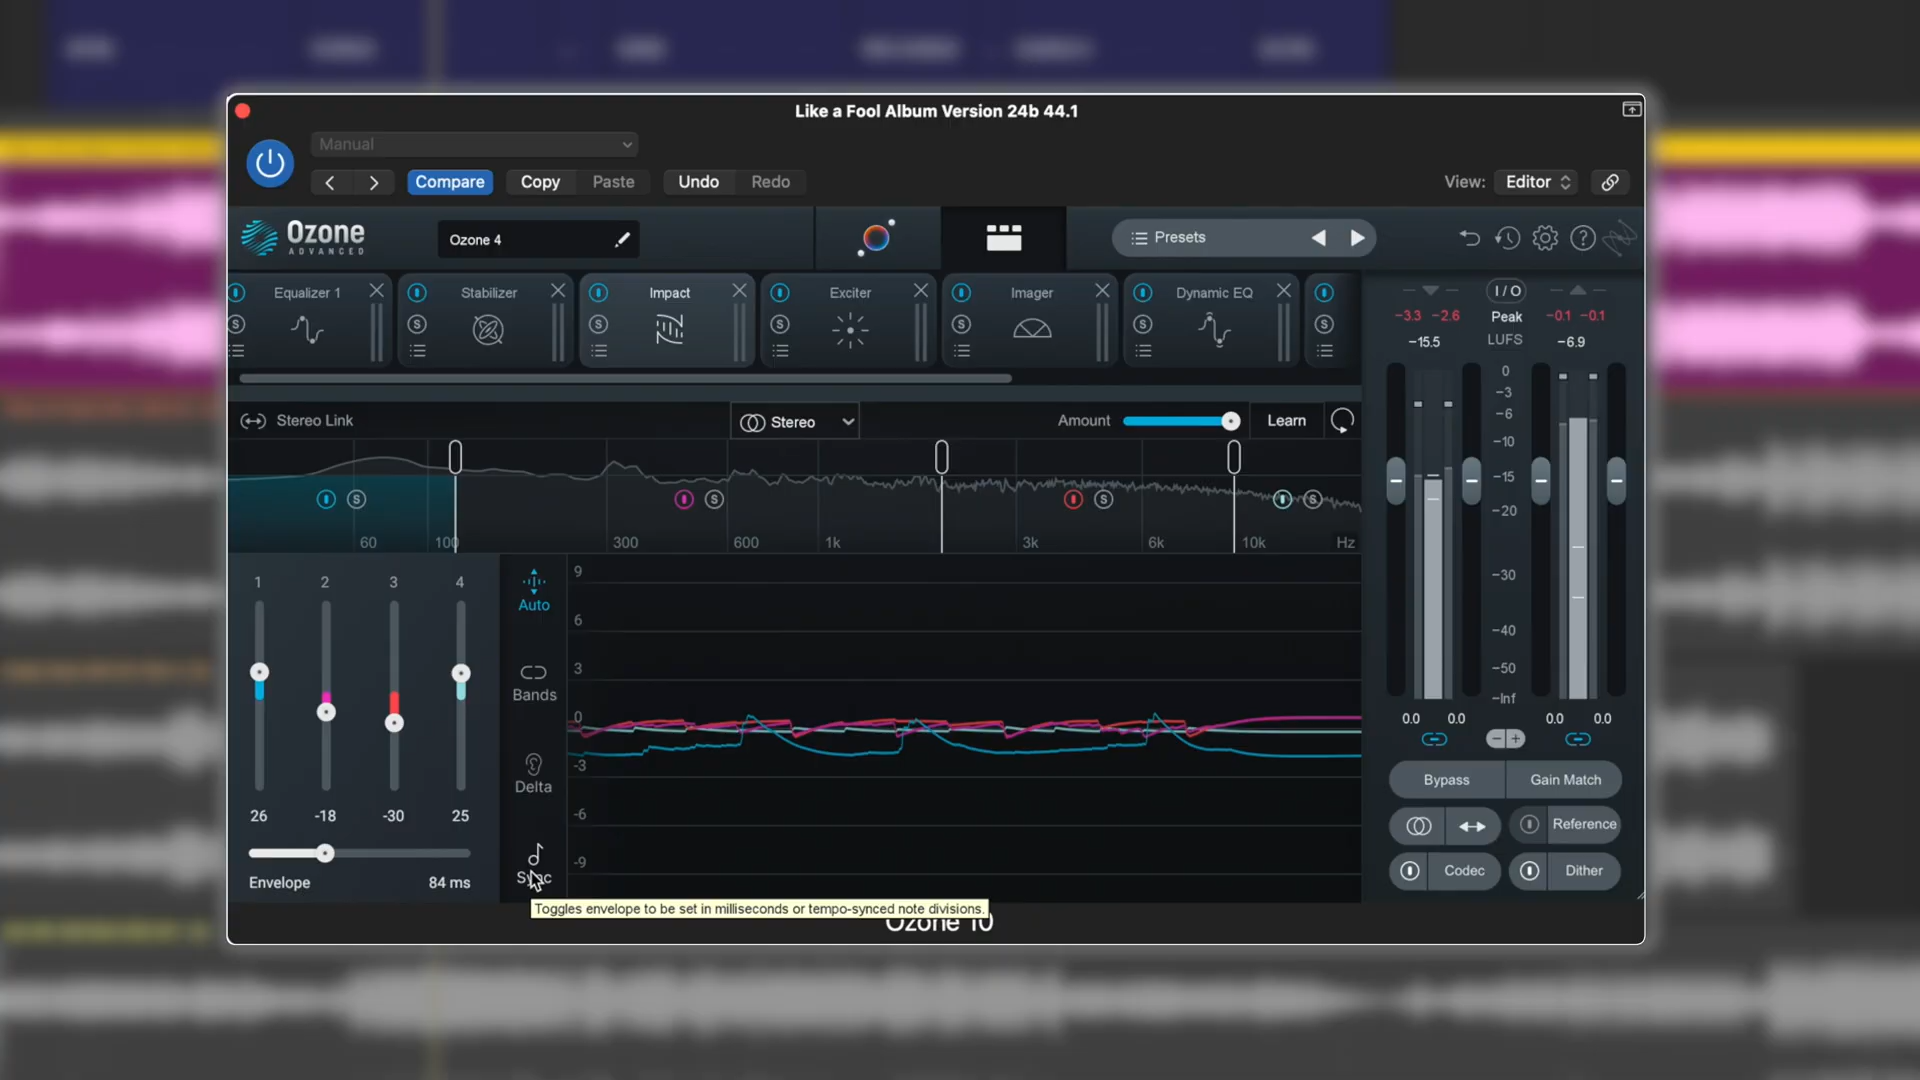 Like a Fool Album Version 24b 44.1
Manual
Compare Copy Paste Undo Redo
View: Editor
Ozone
ADVANCED
Ozone 4
Presets
Equalizer 1
S
Stabilizer
S
Impact
S
Exciter
S
Imager
S
Dynamic EQ
S
S
I/O
−3.3 −2.6 Peak −0.1 −0.1
−15.5 LUFS −6.9
Stereo Link
Stereo
Amount
Learn
S
S
S
S
60 100 300 600 1k 3k 6k 10k Hz
0
−3
−6
−10
−15
−20
−30
−40
−50
−Inf
0.0 0.0 0.0 0.0
1 2 3 4
26 -18 -30 25
Envelope 84 ms
Auto
Bands
Delta
Sync
9
6
3
0
-3
-6
-9
Bypass Gain Match
Reference
Codec Dither
Toggles envelope to be set in milliseconds or tempo-synced note divisions.
Ozone 10